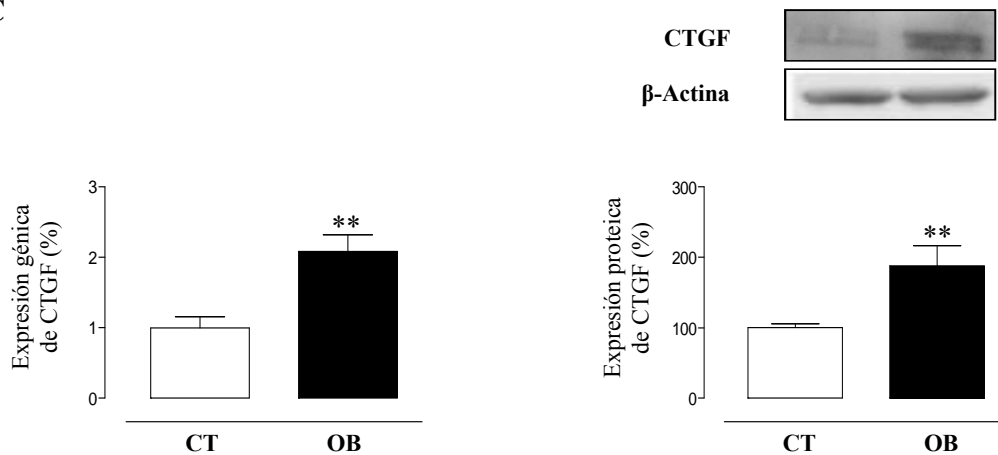 C
CTGF
β-Actina
Expresión génica
de CTGF (%)
3
2
1
0
**
CT
OB
Expresión proteica
de CTGF (%)
300
200
100
0
**
CT
OB